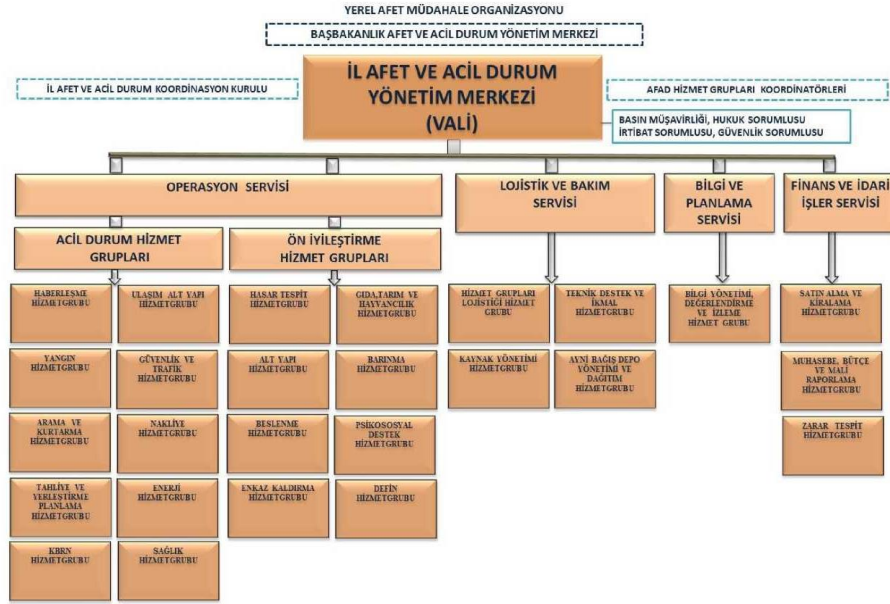 YEREL AFET MÜDAHALE ORGANİZASYONU
BAŞBAKANLIK AFET VE ACİL DURUM YÖNETİM MERKEZİ
İL AFET VE ACİL DURUM KOORDİNASYON KURULU
İL AFET VE ACİL DURUM
YÖNETİM MERKEZİ
(VALİ)
AFAD HİZMET GRUPLARI KOORDİNATÖRLERİ
BASIN MÜŞAVİRLİĞİ, HUKUK SORUMLUSU
İRTİBAT SORUMLUSU, GÜVENLİK SORUMLUSU
OPERASYON SERVİSİ
ACİL DURUM HİZMET
GRUPLARI
HABERLEŞME
HİZMETGRUBU
ULAŞIM ALT YAPI
HİZMETGRUBU
YANGIN
HİZMETGRUBU
GÜVENLİK VE
TRAFİK
HİZMETGRUBU
ARAMA VE
KURTARMA
HİZMETGRUBU
NAKLİYE
HİZMETGRUBU
TAHLİYE VE
YERLEŞTİRME
PLANLAMA
HİZMETGRUBU
ENERJİ
HİZMETGRUBU
KBRN
HİZMETGRUBU
SAĞLIK
HİZMETGRUBU
ÖN İYİLEŞTİRME
HİZMET GRUPLARI
HASAR TESPİT
HİZMETGRUBU
GIDA,TARIM VE
HAYVANCILIK
HİZMETGRUBU
ALT YAPI
HİZMETGRUBU
BARINMA
HİZMETGRUBU
BESLENME
HİZMETGRUBU
PSİKOSOSYAL
DESTEK
HİZMETGRUBU
ENKAZ KALDIRMA
HİZMETGRUBU
DEFİN
HİZMETGRUBU
LOJİSTİK VE BAKIM
SERVİSİ
HİZMET GRUPLARI
LOJİSTİĞİ HİZMET
GRUBU
TEKNİK DESTEK VE
İKMAL
HİZMETGRUBU
KAYNAK YÖNETİMİ
HİZMETGRUBU
AYNİ BAĞIŞ DEPO
YÖNETİMİ VE
DAĞITIM HİZMETGRUBU
BİLGİ VE
PLANLAMA
SERVİSİ
BİLGİ YÖNETİMİ,
DEĞERLENDİRME
VE İZLEME
HİZMET GRUBU
FİNANS VE İDARİ
İŞLER SERVİSİ
SATIN ALMA VE
KİRALAMA
HİZMETGRUBU
MUHASEBE, BÜTÇE
VE MALİ
RAPORLAMA
HİZMETGRUBU
ZARAR TESPİT
HİZMETGRUBU